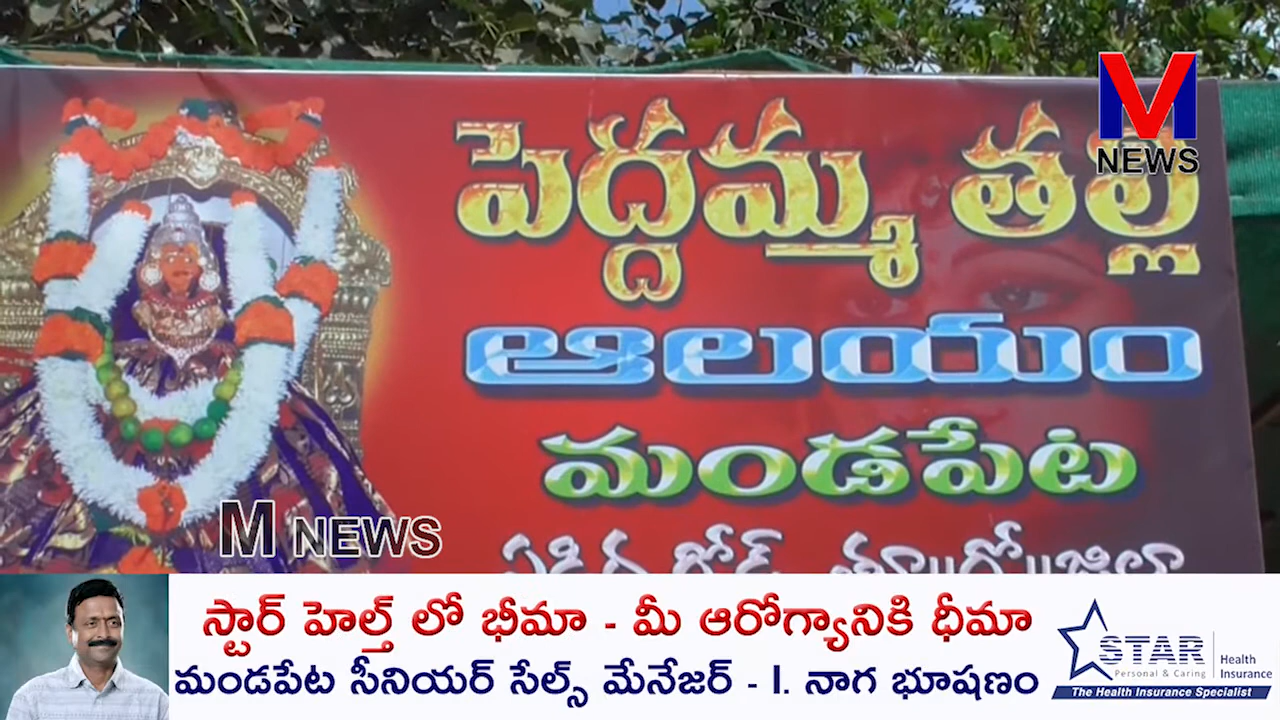 M
NEWS
పెద్దమ్మ తల్లి
ఆలయం
మండపేట
ఏడిద రోడ్, తూ॥గో॥జిల్లా
M NEWS
స్టార్ హెల్త్ లో భీమా - మీ ఆరోగ్యానికి ధీమా
మండపేట సీనియర్ సేల్స్ మేనేజర్ - I. నాగ భూషణం
STAR Health Insurance
Personal & Caring
The Health Insurance Specialist